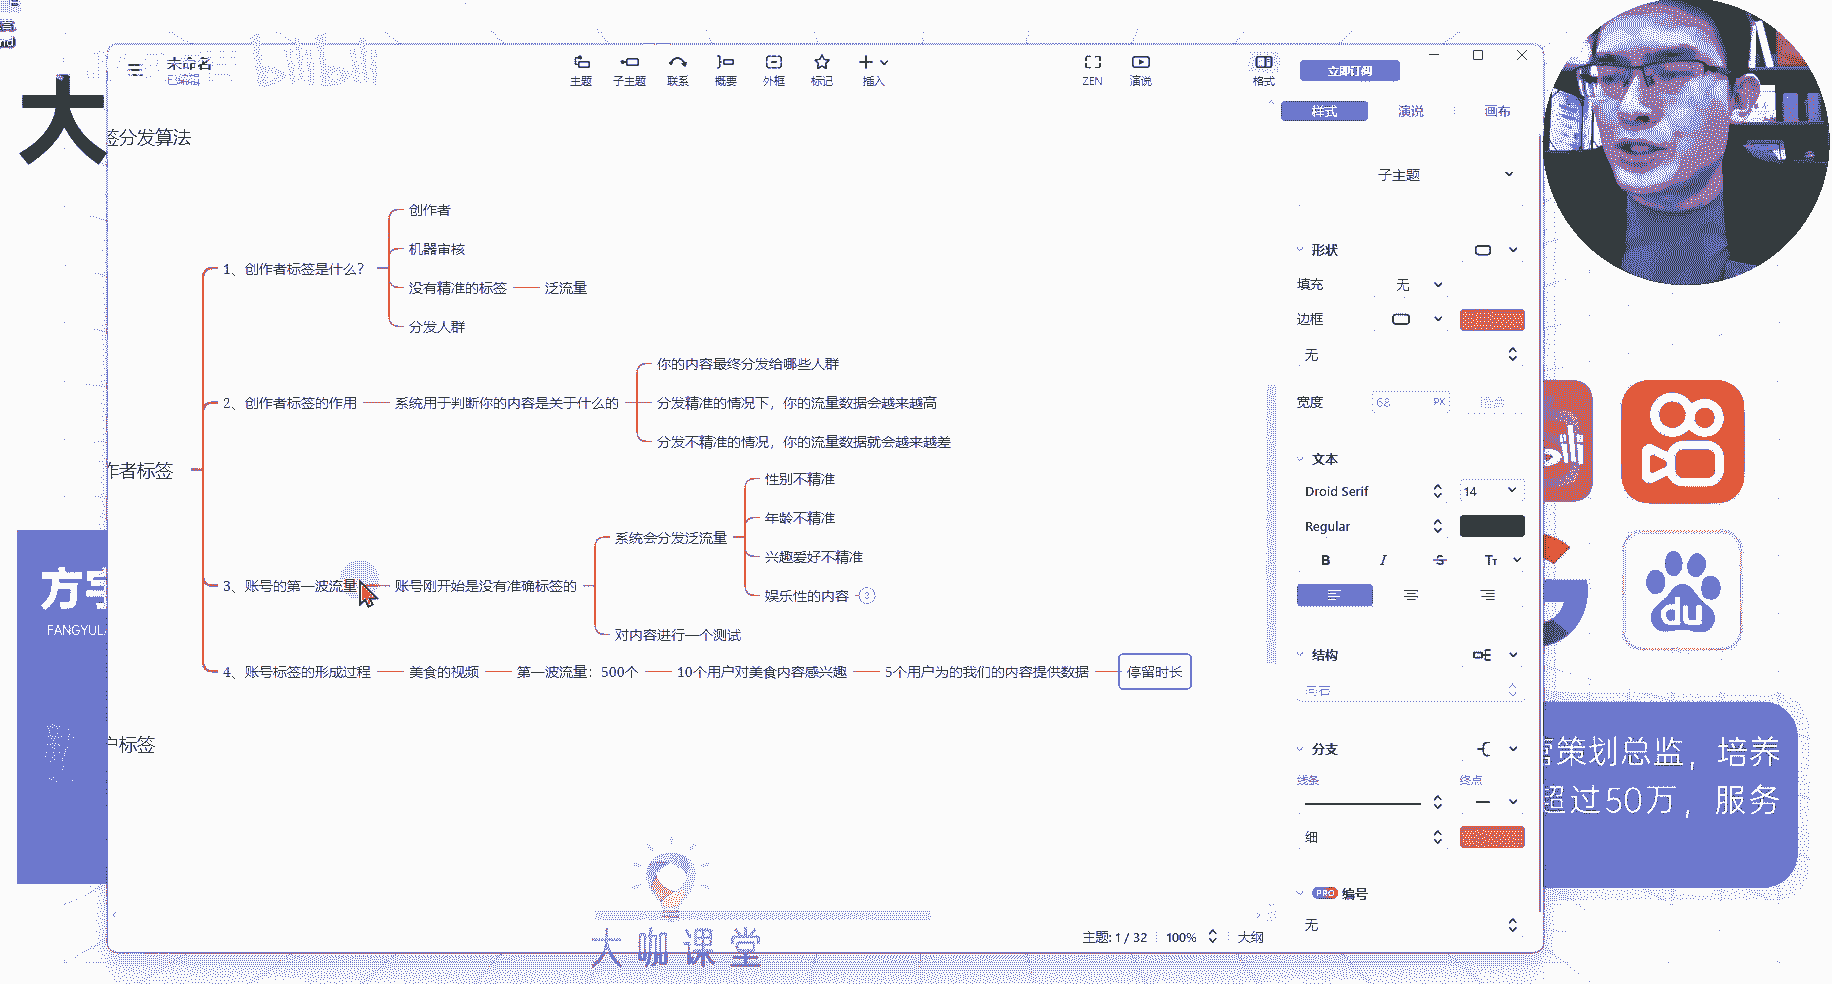 大
未命名
已编辑
bilibili
主题
子主题
联系
概要
外框
标记
插入
ZEN
演说
格式
立即订阅
样式
演说
画布
签分发算法
子主题
创作者
机器审核
1、创作者标签是什么？
没有精准的标签
泛流量
分发人群
形状
填充
无
边框
无
你的内容最终分发给哪些人群
2、创作者标签的作用
系统用于判断你的内容是关于什么的
分发精准的情况下，你的流量数据会越来越高
分发不精准的情况，你的流量数据就会越来越差
宽度
68
PX
作者标签
文本
Droid Serif
14
Regular
B
I
S
Tт
性别不精准
年龄不精准
系统会分发泛流量
兴趣爱好不精准
3、账号的第一波流量
账号刚开始是没有准确标签的
娱乐性的内容
对内容进行一个测试
4、账号标签的形成过程
美食的视频
第一波流量：500个
10个用户对美食内容感兴趣
5个用户为的我们的内容提供数据
停留时长
结构
户标签
分支
线条
终点
细
PRO
编号
无
方宇
FANGYU
du
营策划总监，培养
超过50万，服务
主题: 1 / 32
100%
大纲
大咖课堂